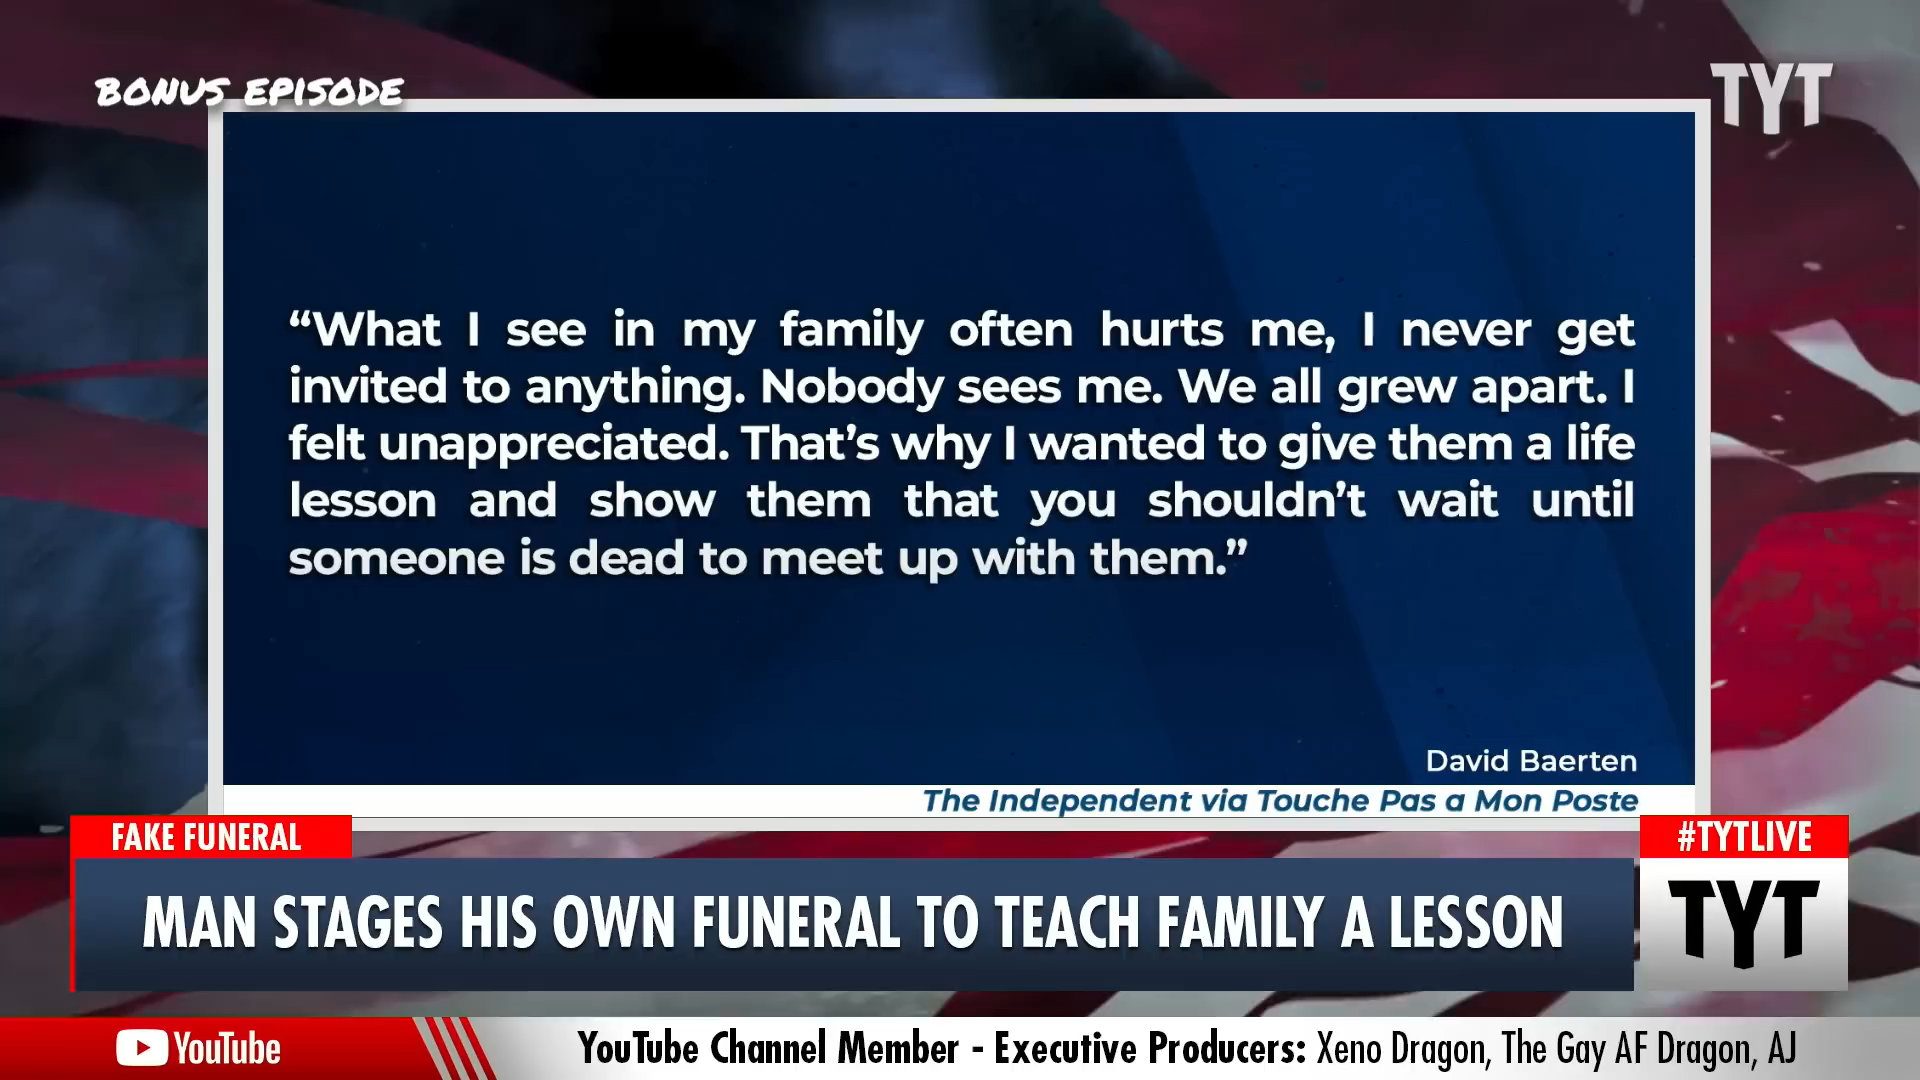 BONUS EPISODE
TYT
“What I see in my family often hurts me, I never get
invited to anything. Nobody sees me. We all grew apart. I
felt unappreciated. That’s why I wanted to give them a life
lesson and show them that you shouldn’t wait until
someone is dead to meet up with them.”
David Baerten
The Independent via Touche Pas a Mon Poste
FAKE FUNERAL
#TYTLIVE
MAN STAGES HIS OWN FUNERAL TO TEACH FAMILY A LESSON
TYT
YouTube
YouTube Channel Member - Executive Producers: Xeno Dragon, The Gay AF Dragon, AJ